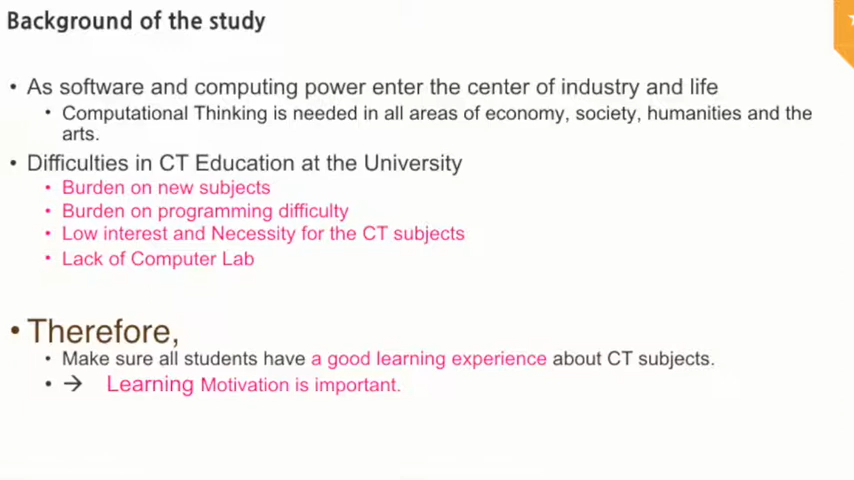 Background of the study
• As software and computing power enter the center of industry and life
• Computational Thinking is needed in all areas of economy, society, humanities and the
arts.
• Difficulties in CT Education at the University
• Burden on new subjects
• Burden on programming difficulty
• Low interest and Necessity for the CT subjects
• Lack of Computer Lab
• Therefore,
• Make sure all students have a good learning experience about CT subjects.
• → Learning Motivation is important.